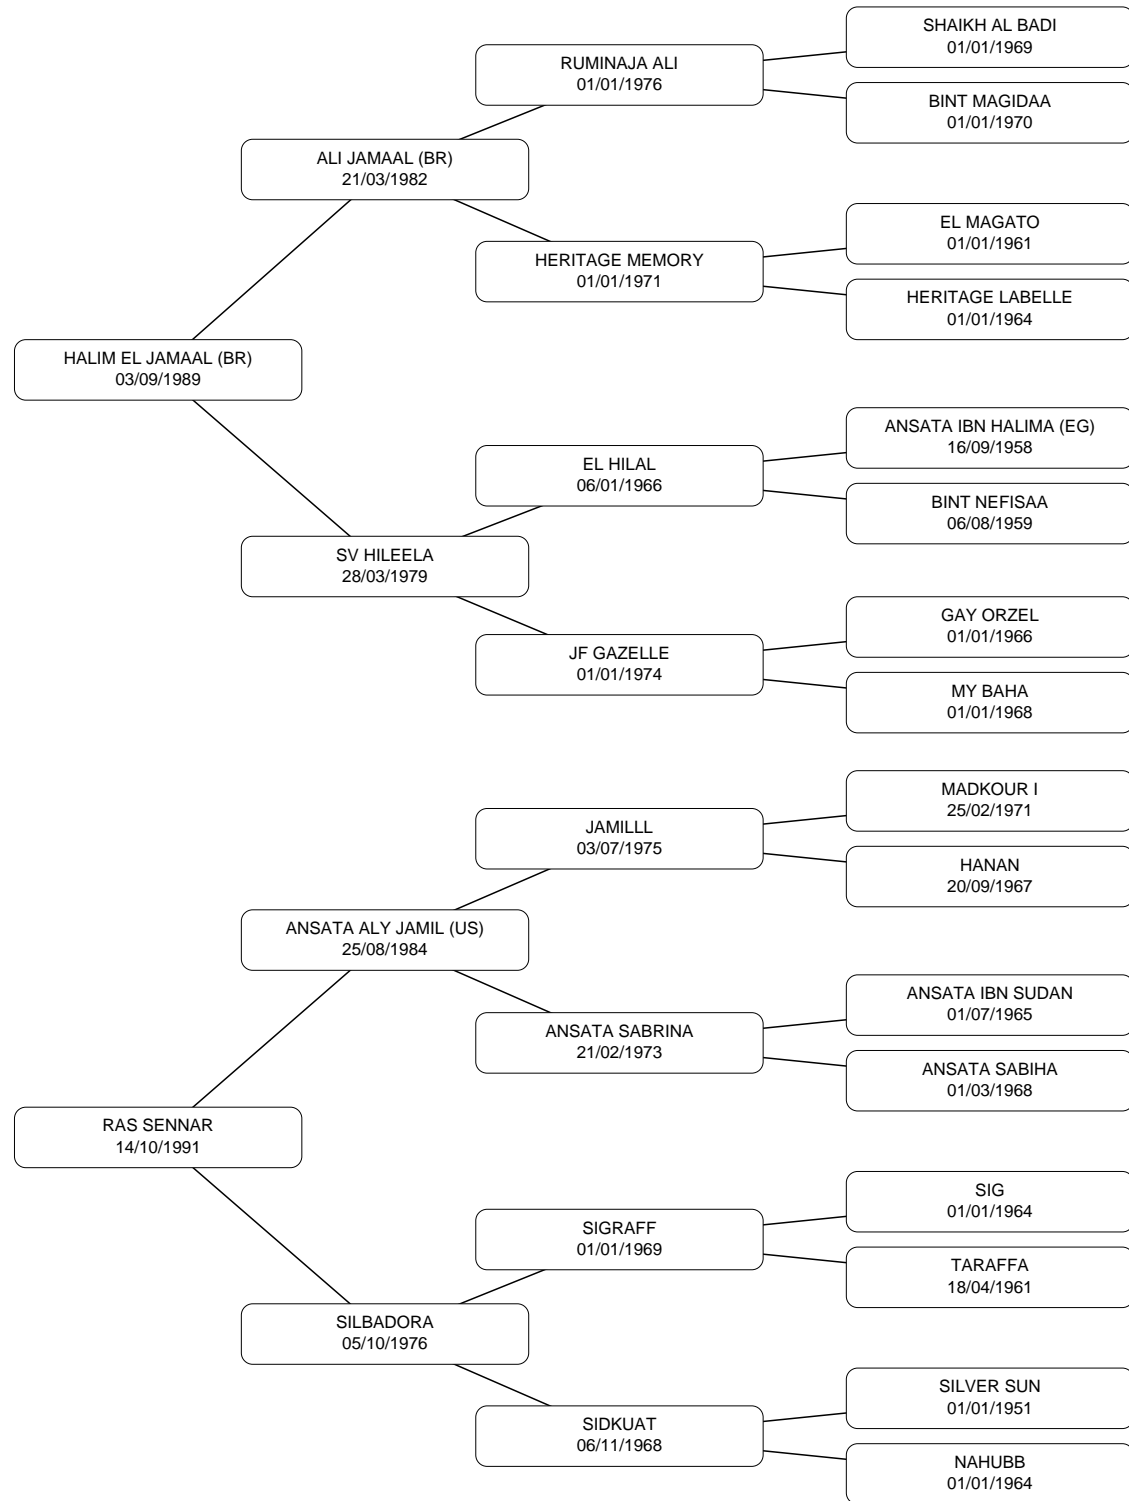 SHAIKH AL BADI
01/01/1969
RUMINAJA ALI
01/01/1976
BINT MAGIDAA
01/01/1970
ALI JAMAAL (BR)
21/03/1982
EL MAGATO
01/01/1961
HERITAGE MEMORY
01/01/1971
HERITAGE LABELLE
01/01/1964
HALIM EL JAMAAL (BR)
03/09/1989
ANSATA IBN HALIMA (EG)
16/09/1958
EL HILAL
06/01/1966
BINT NEFISAA
06/08/1959
SV HILEELA
28/03/1979
GAY ORZEL
01/01/1966
JF GAZELLE
01/01/1974
MY BAHA
01/01/1968
MADKOUR I
25/02/1971
JAMILLL
03/07/1975
HANAN
20/09/1967
ANSATA ALY JAMIL (US)
25/08/1984
ANSATA IBN SUDAN
01/07/1965
ANSATA SABRINA
21/02/1973
ANSATA SABIHA
01/03/1968
RAS SENNAR
14/10/1991
SIG
01/01/1964
SIGRAFF
01/01/1969
TARAFFA
18/04/1961
SILBADORA
05/10/1976
SILVER SUN
01/01/1951
SIDKUAT
06/11/1968
NAHUBB
01/01/1964